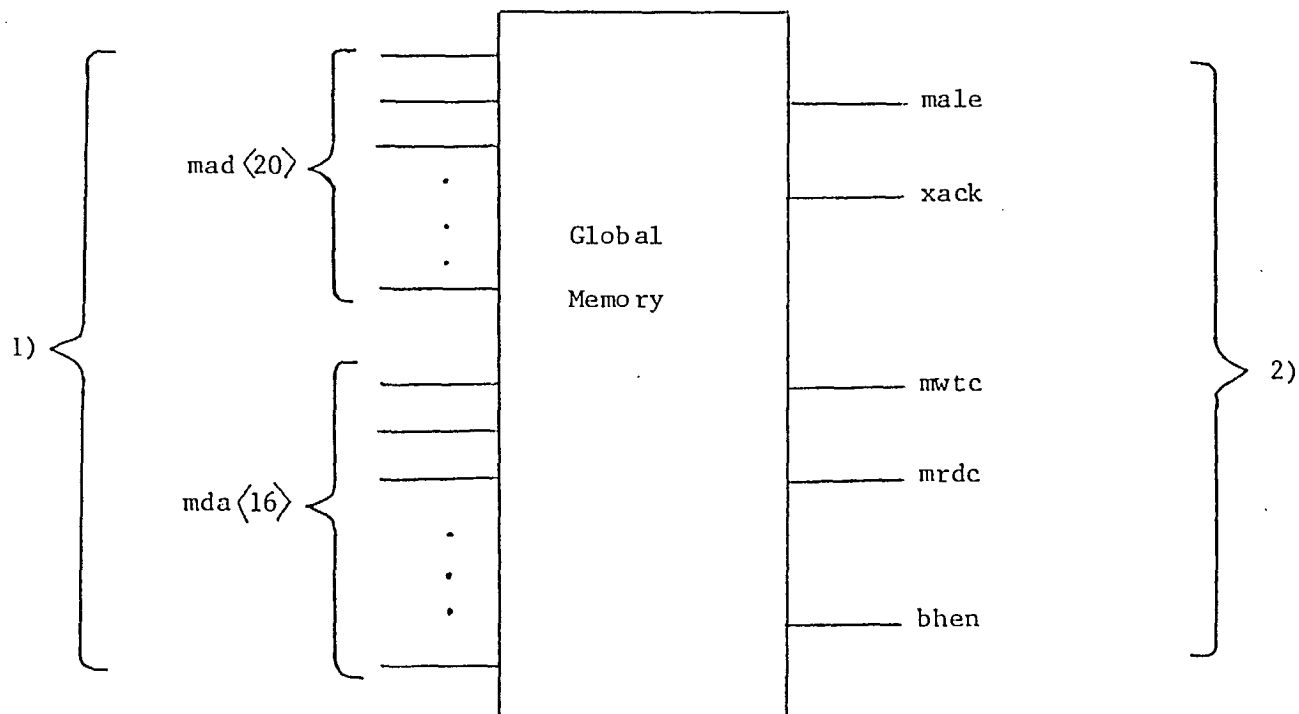 mad⟨20⟩
1)
mda⟨16⟩
Global
Memory
male
xack
mwtc
mrdc
bhen
2)